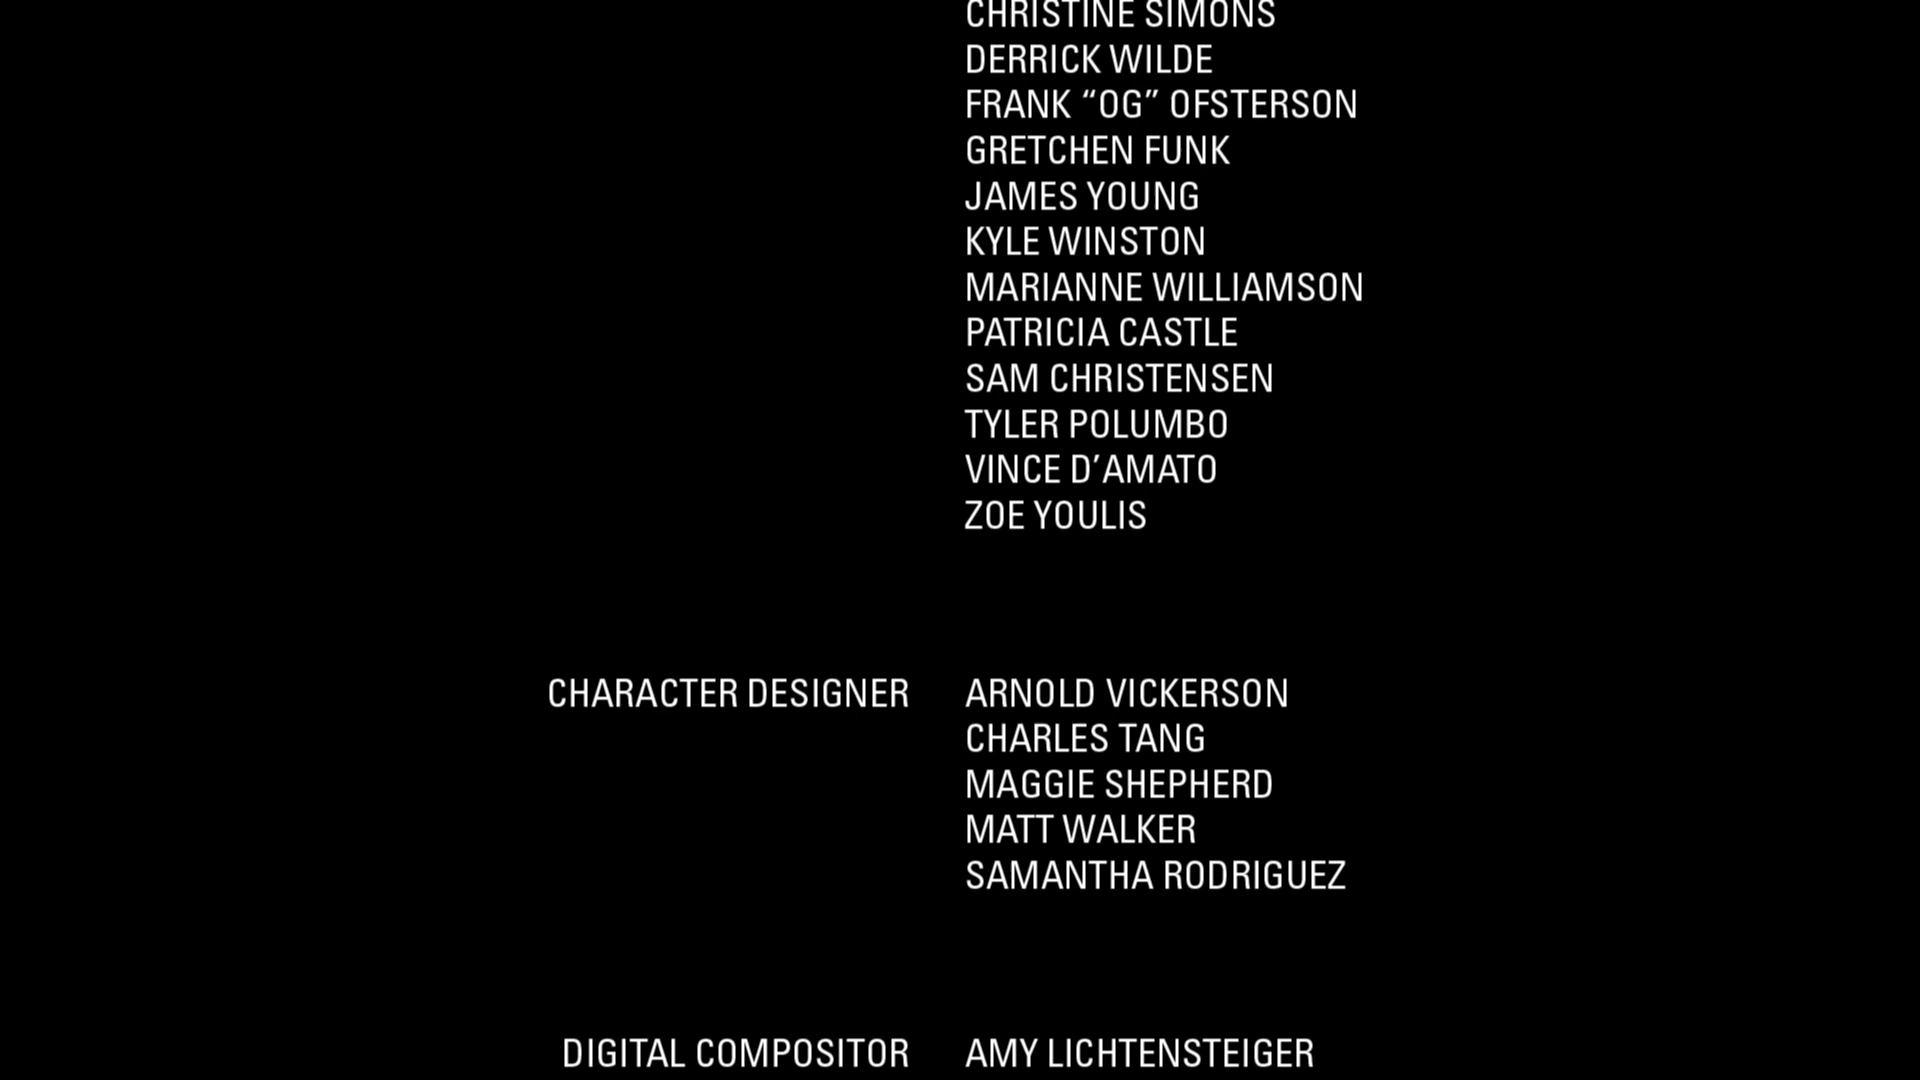 CHRISTINE SIMONS
DERRICK WILDE
FRANK “OG” OFSTERSON
GRETCHEN FUNK
JAMES YOUNG
KYLE WINSTON
MARIANNE WILLIAMSON
PATRICIA CASTLE
SAM CHRISTENSEN
TYLER POLUMBO
VINCE D’AMATO
ZOE YOULIS
CHARACTER DESIGNER ARNOLD VICKERSON
CHARLES TANG
MAGGIE SHEPHERD
MATT WALKER
SAMANTHA RODRIGUEZ
DIGITAL COMPOSITOR AMY LICHTENSTEIGER